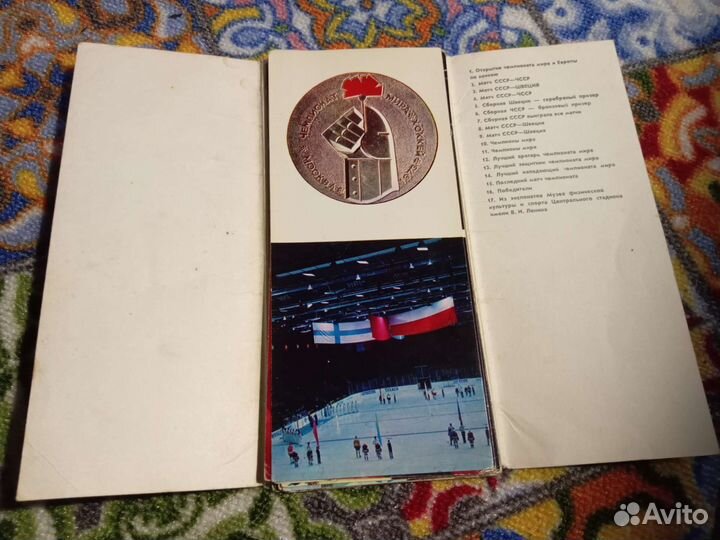 ЧЕМПИОНАТ МИРА ХОККЕЙ
1. Открытие чемпионата мира и Европы
по хоккею
2. Матч СССР—ЧССР
3. Матч СССР—ШВЕЦИЯ
4. Матч СССР—ЧССР
5. Сборная Швеции — серебряный призер
6. Сборная ЧССР — бронзовый призер
7. Сборная СССР выиграла все матчи
8. Матч СССР—Швеция
9. Матч СССР—Швеция
10. Чемпионы мира
11. Чемпионы мира
12. Лучший вратарь чемпионата мира
13. Лучший защитник чемпионата мира
14. Лучший нападающий чемпионата мира
15. Последний матч чемпионата
16. Победители
17. Из экспонатов Музея физической
культуры и спорта Центрального стадиона
имени В. И. Ленина
Avito